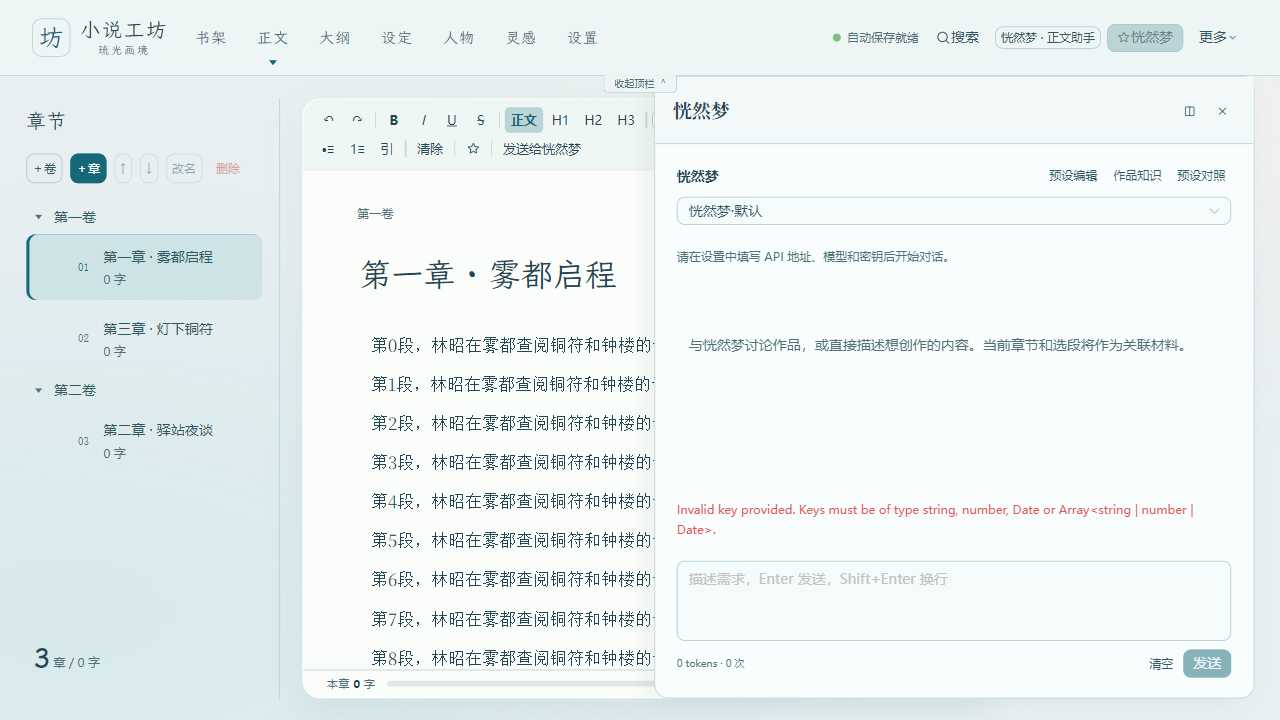 坊
小说工坊
琉光画境
书架
正文
大纲
设定
人物
灵感
设置
自动保存就绪
搜索
恍然梦 · 正文助手
☆恍然梦
更多
收起顶栏 ^
章节
+卷
+章
↑
↓
改名
删除
第一卷
01
第一章 · 雾都启程
0 字
02
第三章 · 灯下铜符
0 字
第二卷
03
第二章 · 驿站夜谈
0 字
3 章 / 0 字
B I U S 正文 H1 H2 H3
•≡ 1≡ 引 清除 ☆ 发送给恍然梦
第一卷
第一章 · 雾都启程
第0段，林昭在雾都查阅铜符和钟楼的
第1段，林昭在雾都查阅铜符和钟楼的
第2段，林昭在雾都查阅铜符和钟楼的
第3段，林昭在雾都查阅铜符和钟楼的
第4段，林昭在雾都查阅铜符和钟楼的
第5段，林昭在雾都查阅铜符和钟楼的
第6段，林昭在雾都查阅铜符和钟楼的
第7段，林昭在雾都查阅铜符和钟楼的
第8段，林昭在雾都查阅铜符和钟楼的
本章 0 字
恍然梦
恍然梦
预设编辑
作品知识
预设对照
恍然梦·默认
请在设置中填写 API 地址、模型和密钥后开始对话。
与恍然梦讨论作品，或直接描述想创作的内容。当前章节和选段将作为关联材料。
Invalid key provided. Keys must be of type string, number, Date or Array<string | number |
Date>.
描述需求，Enter 发送，Shift+Enter 换行
0 tokens · 0 次
清空
发送